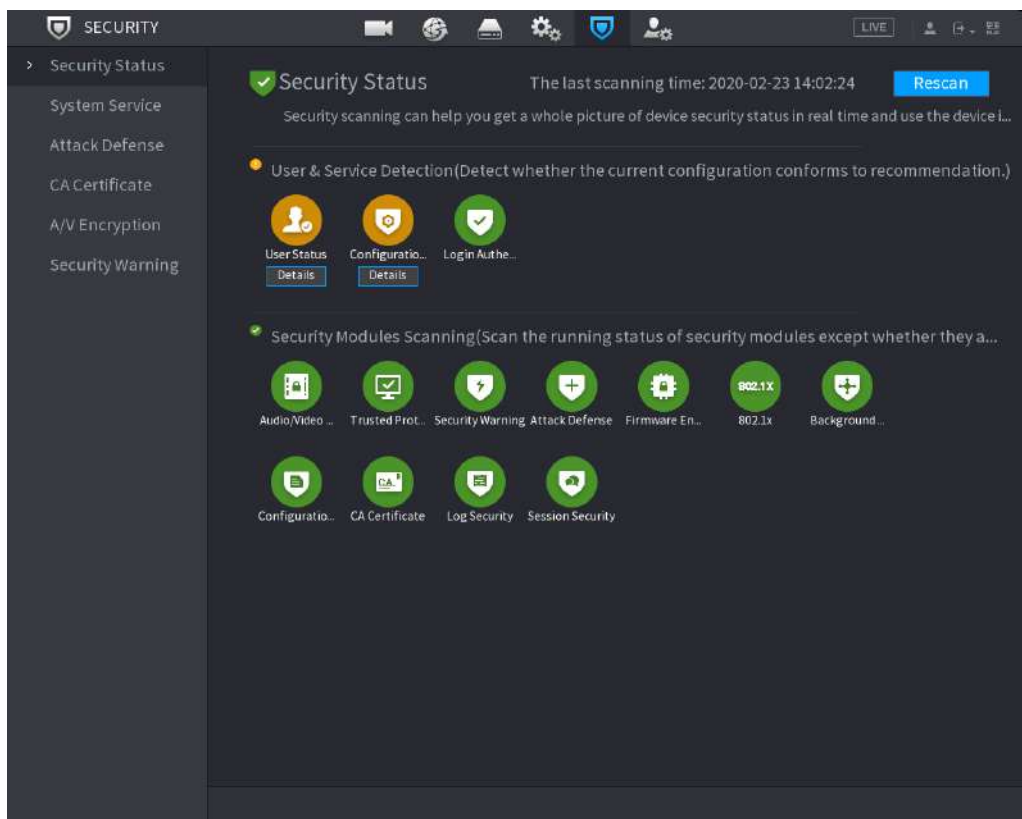 SECURITY
LIVE
Security Status
System Service
Attack Defense
CA Certificate
A/V Encryption
Security Warning
Security Status
The last scanning time: 2020-02-23 14:02:24
Rescan
Security scanning can help you get a whole picture of device security status in real time and use the device i...
User & Service Detection(Detect whether the current configuration conforms to recommendation.)
User Status
Configuratio...
Login Authe...
Details
Details
Security Modules Scanning(Scan the running status of security modules except whether they a...
802.1X
Audio/Video ...
Trusted Prot...
Security Warning
Attack Defense
Firmware En...
802.1x
Background...
CA.
Configuratio...
CA Certificate
Log Security
Session Security